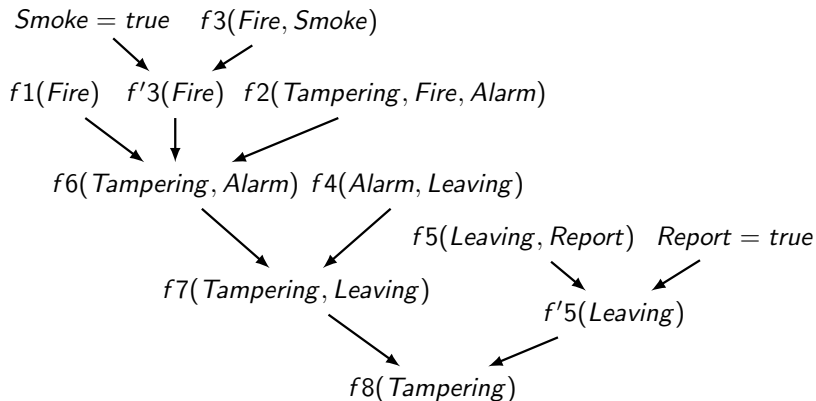 Smoke = true f3(Fire, Smoke)
f1(Fire) f'3(Fire) f2(Tampering, Fire, Alarm)
f6(Tampering, Alarm) f4(Alarm, Leaving)
f5(Leaving, Report) Report = true
f7(Tampering, Leaving)
f'5(Leaving)
f8(Tampering)